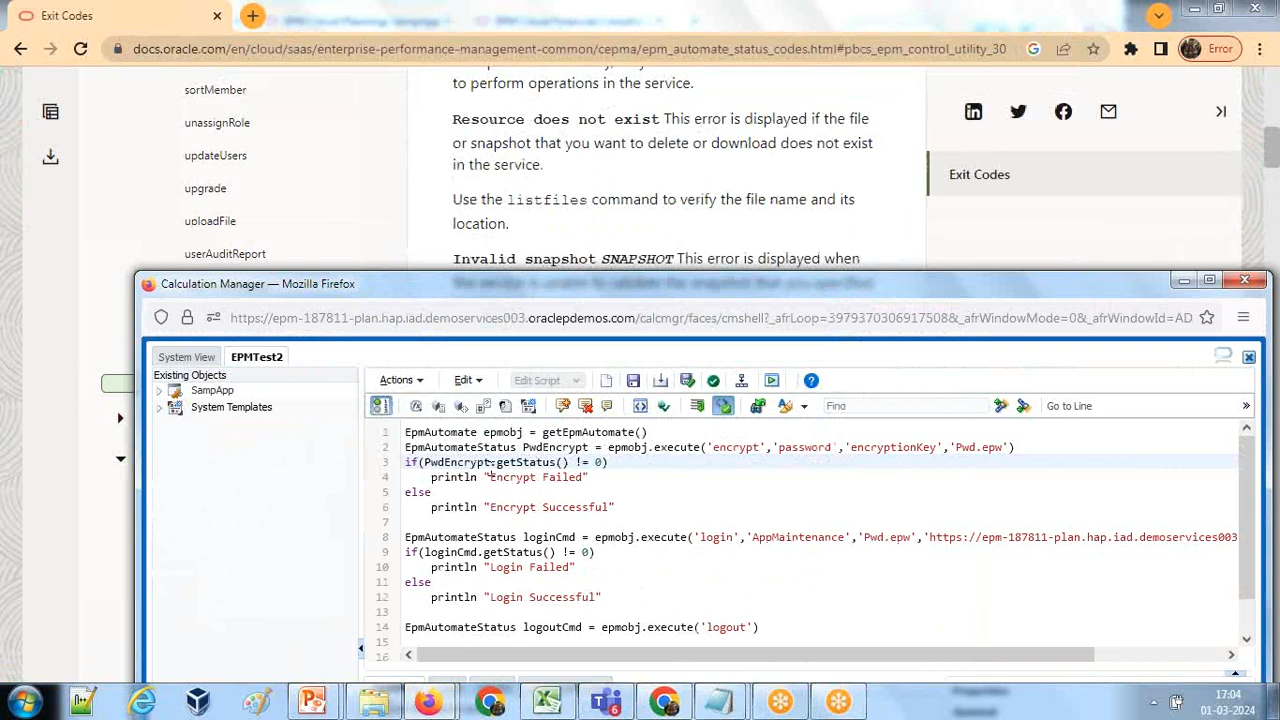 Exit Codes
docs.oracle.com/en/cloud/saas/enterprise-performance-management-common/cepma/epm_automate_status_codes.html#pbcs_epm_control_utility_30
Error
sortMember
unassignRole
updateUsers
upgrade
uploadFile
userAuditReport
to perform operations in the service.
Resource does not exist This error is displayed if the file
or snapshot that you want to delete or download does not exist
in the service.
Use the listfiles command to verify the file name and its
location.
Invalid snapshot SNAPSHOT This error is displayed when
Exit Codes
Calculation Manager — Mozilla Firefox
https://epm-187811-plan.hap.iad.demoservices003.oraclepdemos.com/calcmgr/faces/cmshell?_afrLoop=3979370306917508&_afrWindowMode=0&_afrWindowId=AD
System View
EPMTest2
Existing Objects
SampApp
System Templates
Actions
Edit
Edit Script
Find
Go to Line
»
1 EpmAutomate epmobj = getEpmAutomate()
2 EpmAutomateStatus PwdEncrypt = epmobj.execute('encrypt','password','encryptionKey','Pwd.epw')
3 if(PwdEncrypt.getStatus() != 0)
4 println "Encrypt Failed"
5 else
6 println "Encrypt Successful"
7
8 EpmAutomateStatus loginCmd = epmobj.execute('login','AppMaintenance','Pwd.epw','https://epm-187811-plan.hap.iad.demoservices003
9 if(loginCmd.getStatus() != 0)
10 println "Login Failed"
11 else
12 println "Login Successful"
13
14 EpmAutomateStatus logoutCmd = epmobj.execute('logout')
15
16
6
17:04
01-03-2024